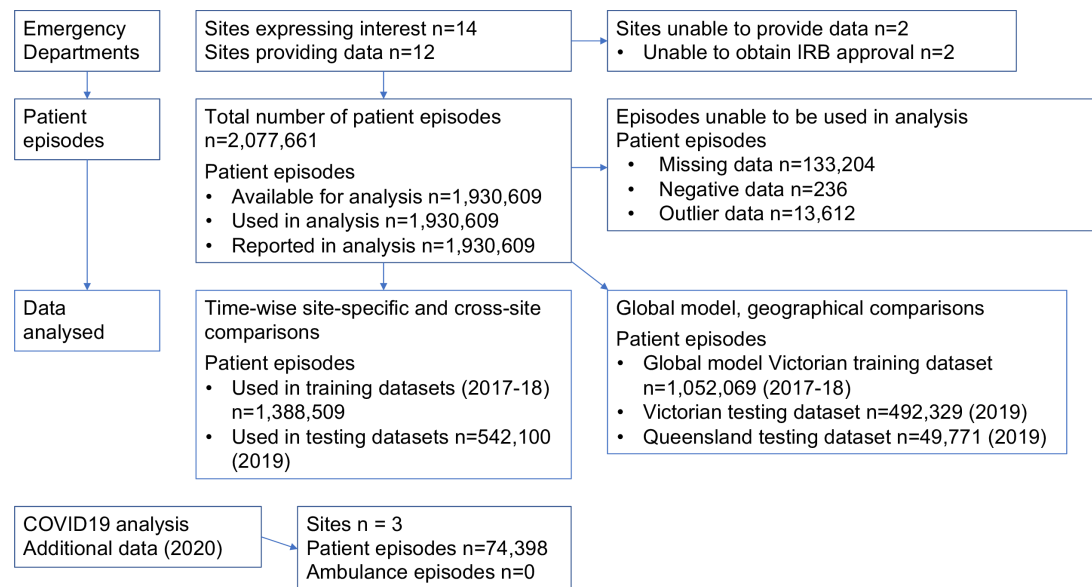 Emergency
Departments
Sites expressing interest n=14
Sites providing data n=12
Sites unable to provide data n=2
• Unable to obtain IRB approval n=2
Patient
episodes
Total number of patient episodes
n=2,077,661
Patient episodes
• Available for analysis n=1,930,609
• Used in analysis n=1,930,609
• Reported in analysis n=1,930,609
Episodes unable to be used in analysis
Patient episodes
• Missing data n=133,204
• Negative data n=236
• Outlier data n=13,612
Data
analysed
Time-wise site-specific and cross-site
comparisons
Patient episodes
• Used in training datasets (2017-18)
n=1,388,509
• Used in testing datasets n=542,100
(2019)
Global model, geographical comparisons
Patient episodes
• Global model Victorian training dataset
n=1,052,069 (2017-18)
• Victorian testing dataset n=492,329 (2019)
• Queensland testing dataset n=49,771 (2019)
COVID19 analysis
Additional data (2020)
Sites n = 3
Patient episodes n=74,398
Ambulance episodes n=0